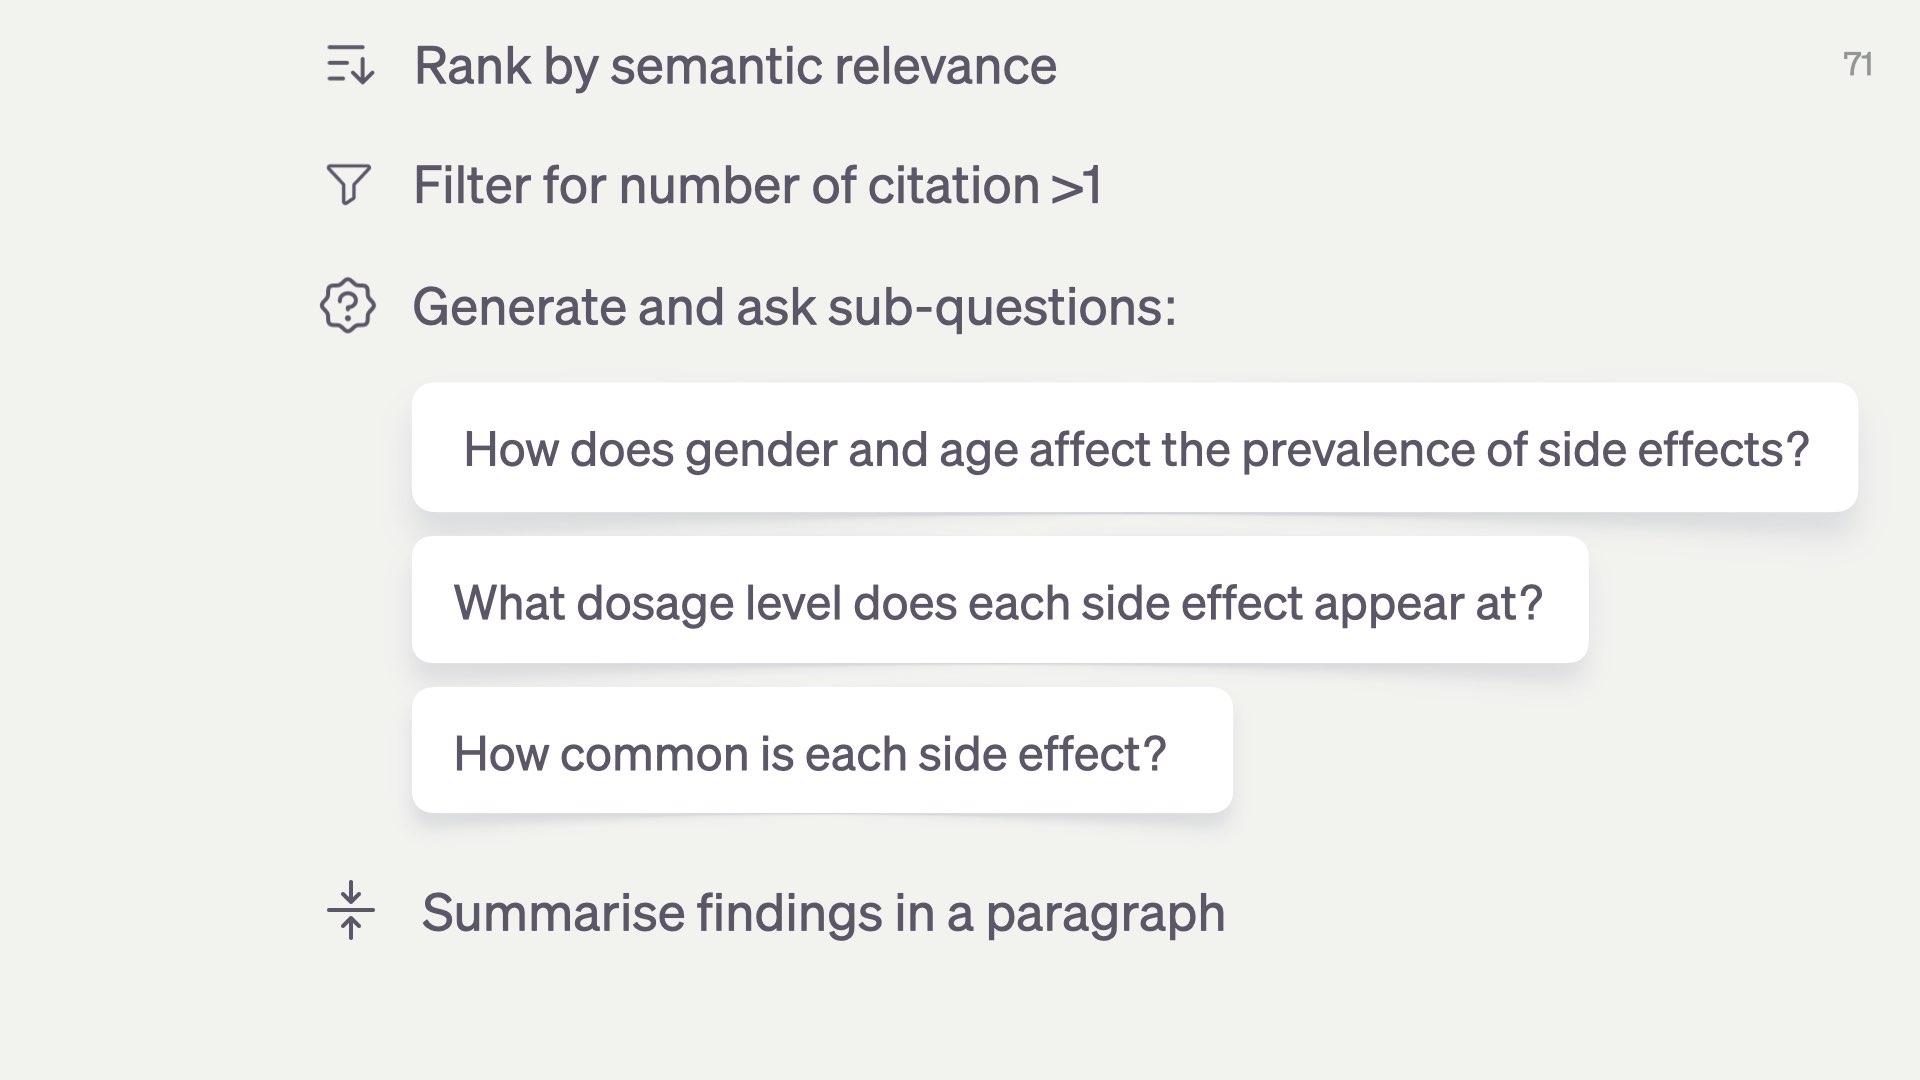 Rank by semantic relevance
71
Filter for number of citation >1
Generate and ask sub-questions:
How does gender and age affect the prevalence of side effects?
What dosage level does each side effect appear at?
How common is each side effect?
Summarise findings in a paragraph